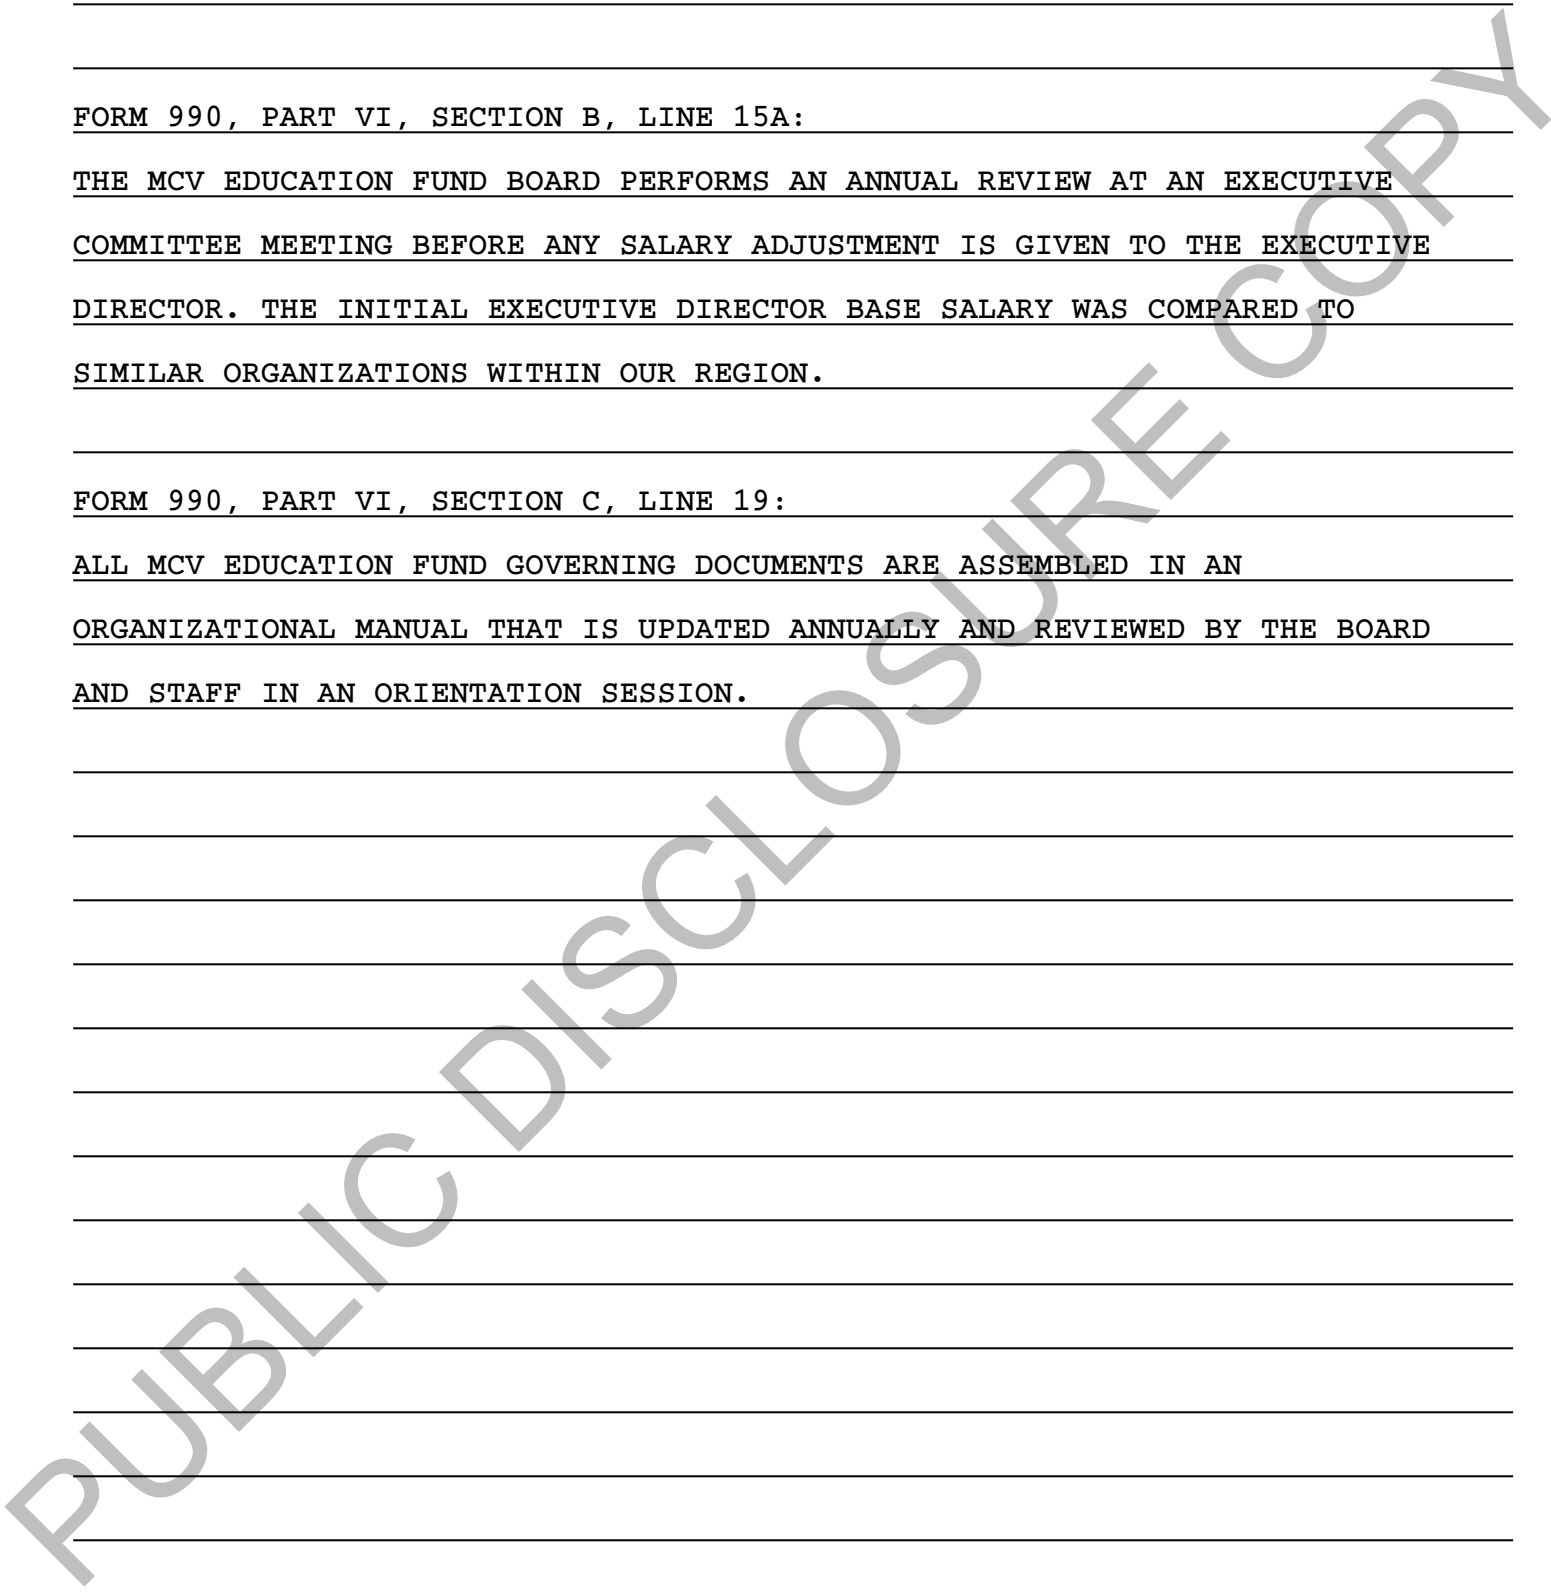 FORM 990, PART VI, SECTION B, LINE 15A:
THE MCV EDUCATION FUND BOARD PERFORMS AN ANNUAL REVIEW AT AN EXECUTIVE
COMMITTEE MEETING BEFORE ANY SALARY ADJUSTMENT IS GIVEN TO THE EXECUTIVE
DIRECTOR. THE INITIAL EXECUTIVE DIRECTOR BASE SALARY WAS COMPARED TO
SIMILAR ORGANIZATIONS WITHIN OUR REGION.
FORM 990, PART VI, SECTION C, LINE 19:
ALL MCV EDUCATION FUND GOVERNING DOCUMENTS ARE ASSEMBLED IN AN
ORGANIZATIONAL MANUAL THAT IS UPDATED ANNUALLY AND REVIEWED BY THE BOARD
AND STAFF IN AN ORIENTATION SESSION.
PUBLIC DISCLOSURE COPY